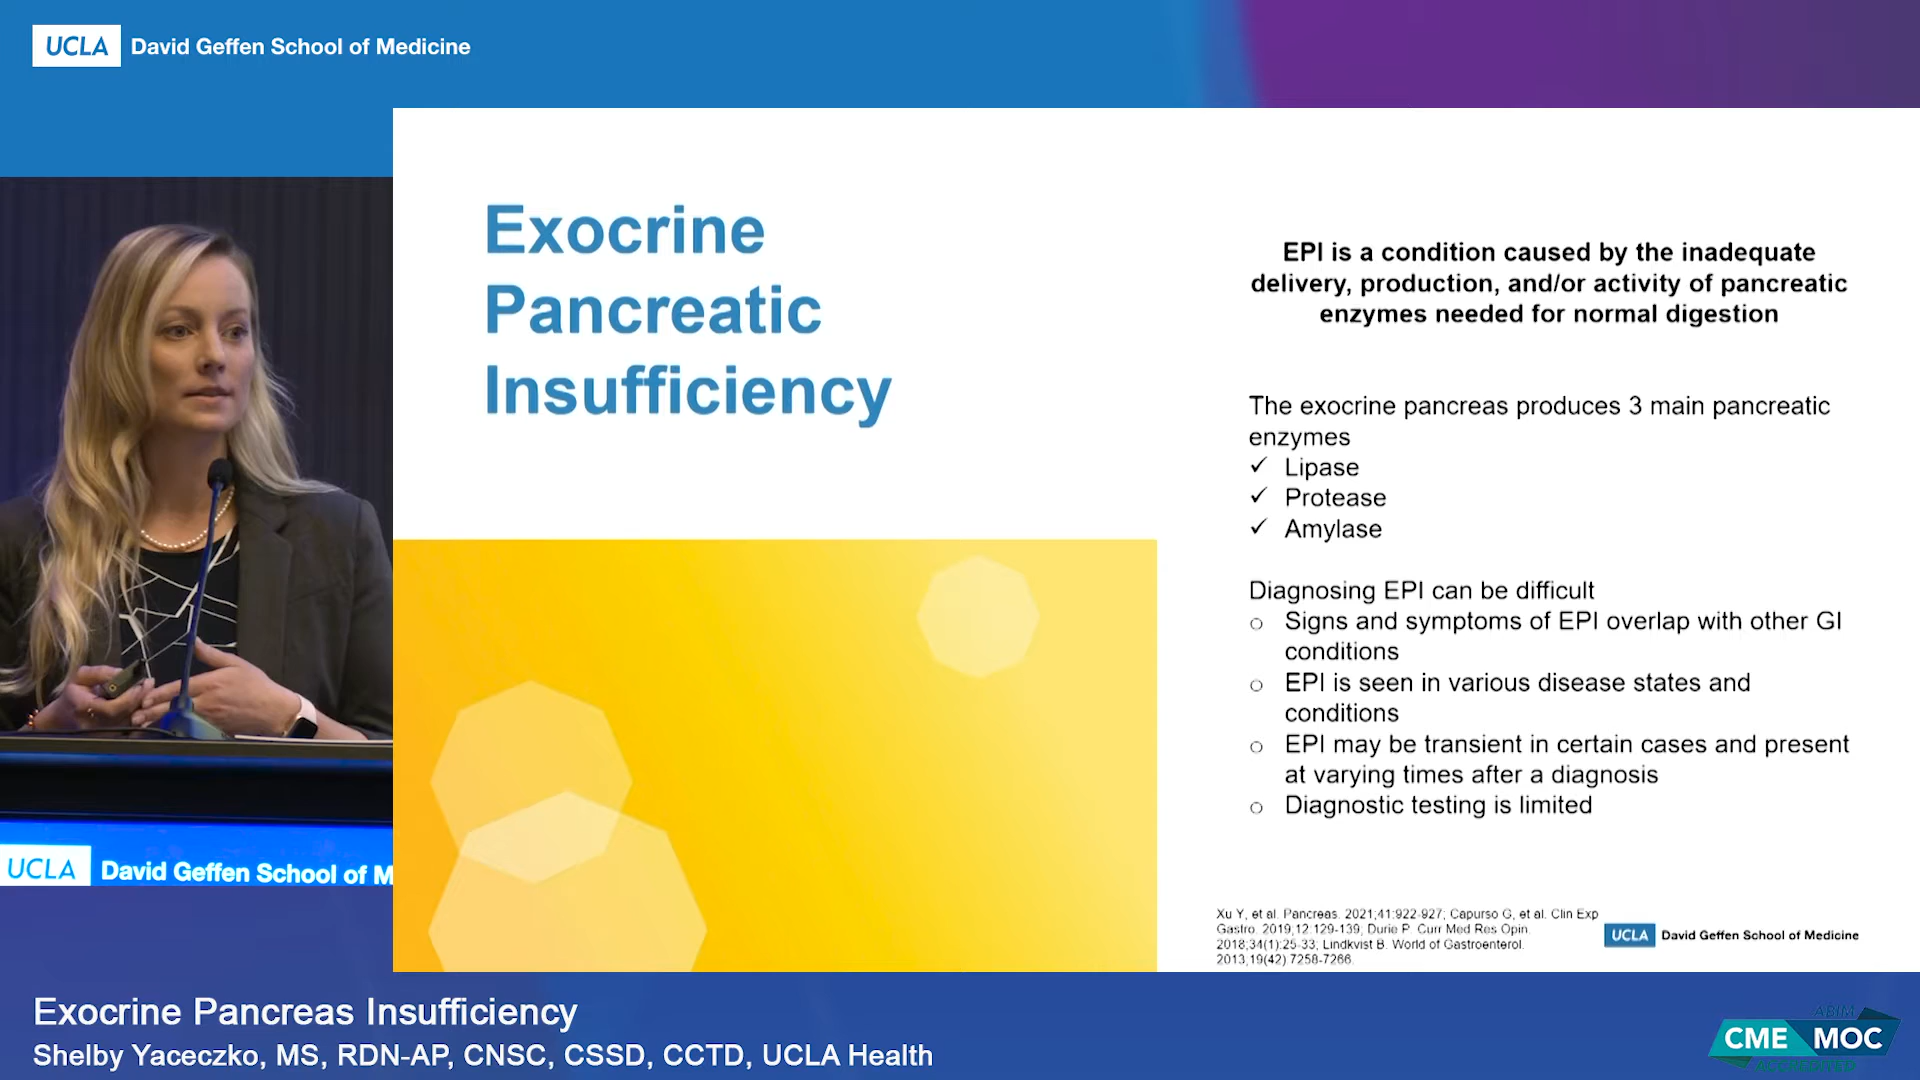 UCLA David Geffen School of Medicine
Exocrine
Pancreatic
Insufficiency
EPI is a condition caused by the inadequate
delivery, production, and/or activity of pancreatic
enzymes needed for normal digestion
The exocrine pancreas produces 3 main pancreatic
enzymes
✓ Lipase
✓ Protease
✓ Amylase
Diagnosing EPI can be difficult
o Signs and symptoms of EPI overlap with other GI
conditions
o EPI is seen in various disease states and
conditions
o EPI may be transient in certain cases and present
at varying times after a diagnosis
o Diagnostic testing is limited
Xu Y, et al. Pancreas. 2021;41:922-927; Capurso G, et al. Clin Exp
Gastro. 2019;12:129-139; Durie P. Curr Med Res Opin.
2018;34(1):25-33; Lindkvist B. World of Gastroenterol.
2013;19(42) 7258-7266.
UCLA David Geffen School of Medicine
UCLA David Geffen School of M
Exocrine Pancreas Insufficiency
Shelby Yaceczko, MS, RDN-AP, CNSC, CSSD, CCTD, UCLA Health
ABIM
CME MOC
ACCREDITED